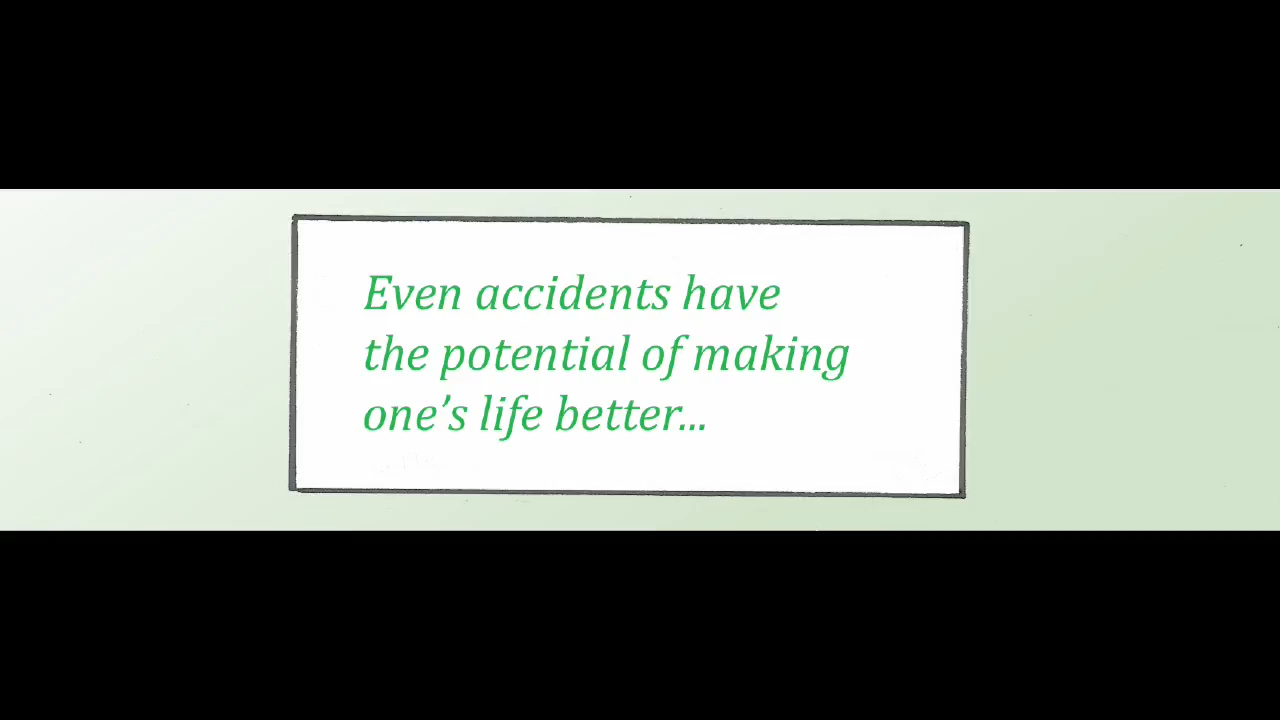 Even accidents have
the potential of making
one’s life better...